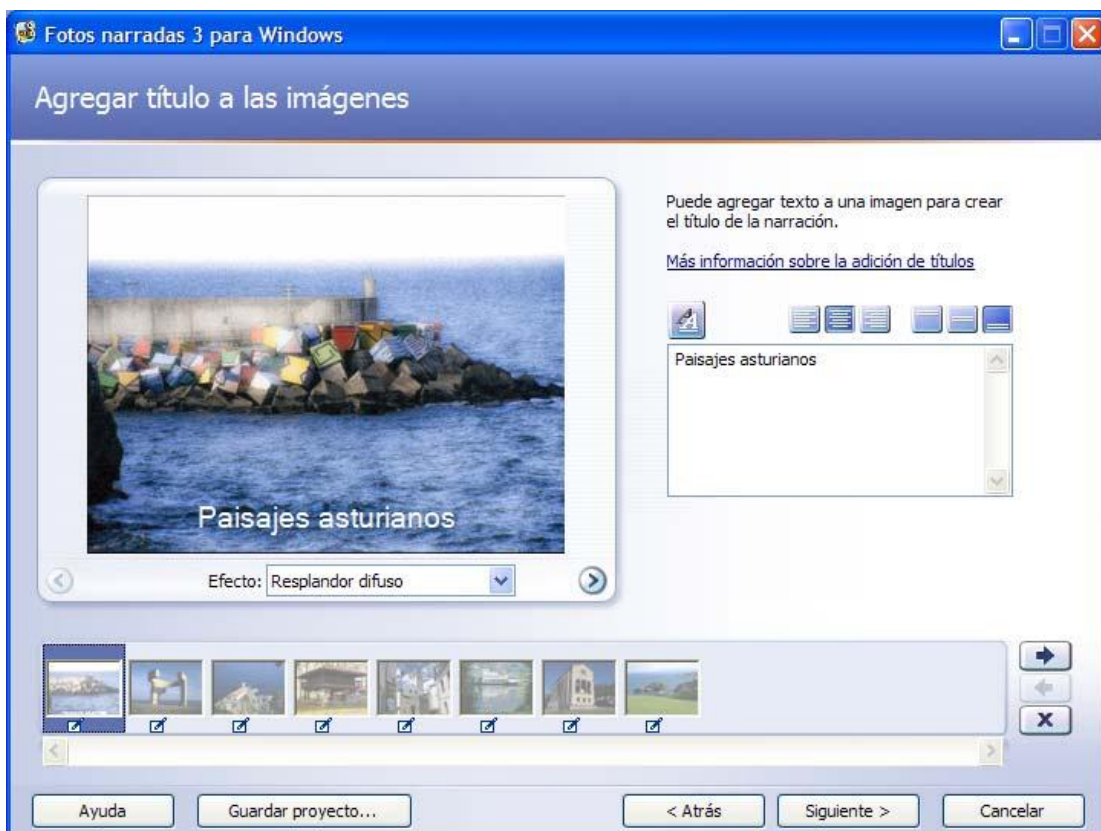 Fotos narradas 3 para Windows
Agregar título a las imágenes
Puede agregar texto a una imagen para crear
el título de la narración.
Más información sobre la adición de títulos
Paisajes asturianos
Paisajes asturianos
Efecto: Resplandor difuso
Ayuda
Guardar proyecto...
< Atrás
Siguiente >
Cancelar